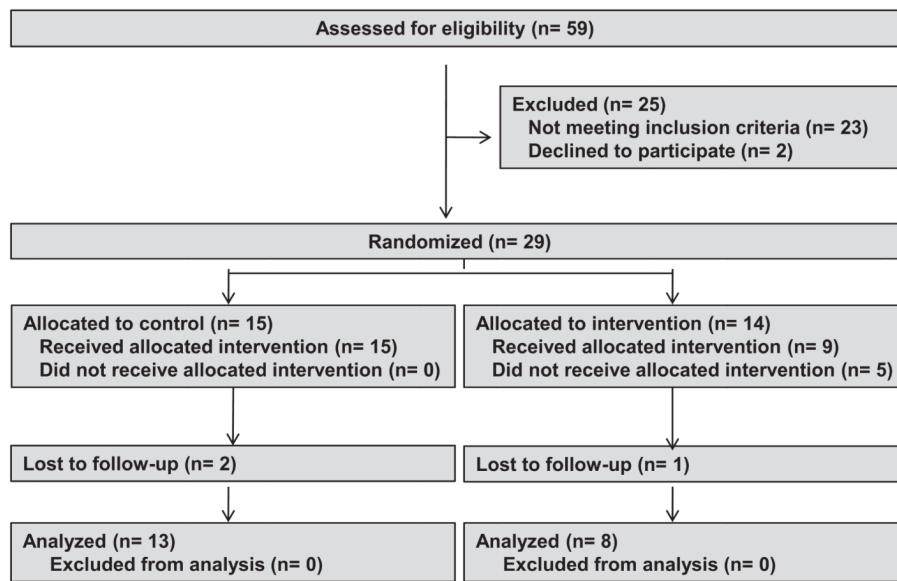 Assessed for eligibility (n= 59)
Excluded (n= 25)
Not meeting inclusion criteria (n= 23)
Declined to participate (n= 2)
Randomized (n= 29)
Allocated to control (n= 15)
Received allocated intervention (n= 15)
Did not receive allocated intervention (n= 0)
Allocated to intervention (n= 14)
Received allocated intervention (n= 9)
Did not receive allocated intervention (n= 5)
Lost to follow-up (n= 2)
Lost to follow-up (n= 1)
Analyzed (n= 13)
Excluded from analysis (n= 0)
Analyzed (n= 8)
Excluded from analysis (n= 0)